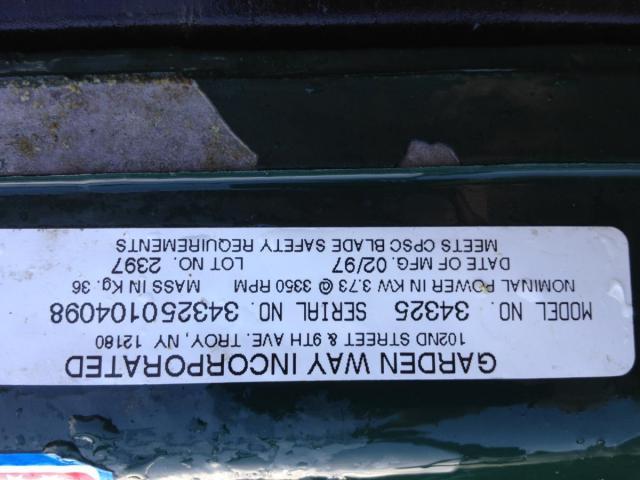 GARDEN WAY INCORPORATED
102ND STREET & 9TH AVE. TROY, NY 12180
MODEL NO. 34325 SERIAL NO. 343250104098
NOMINAL POWER IN KW 3.73 @ 3350 RPM MASS IN Kg. 36
DATE OF MFG. 02/97 LOT NO. 2397
MEETS CPSC BLADE SAFETY REQUIREMENTS